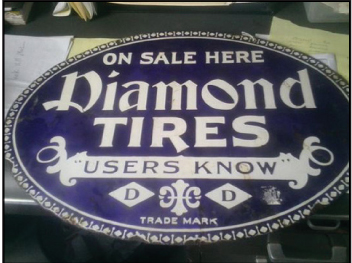 ON SALE HERE
Diamond
TIRES
"USERS KNOW"
D D
TRADE MARK